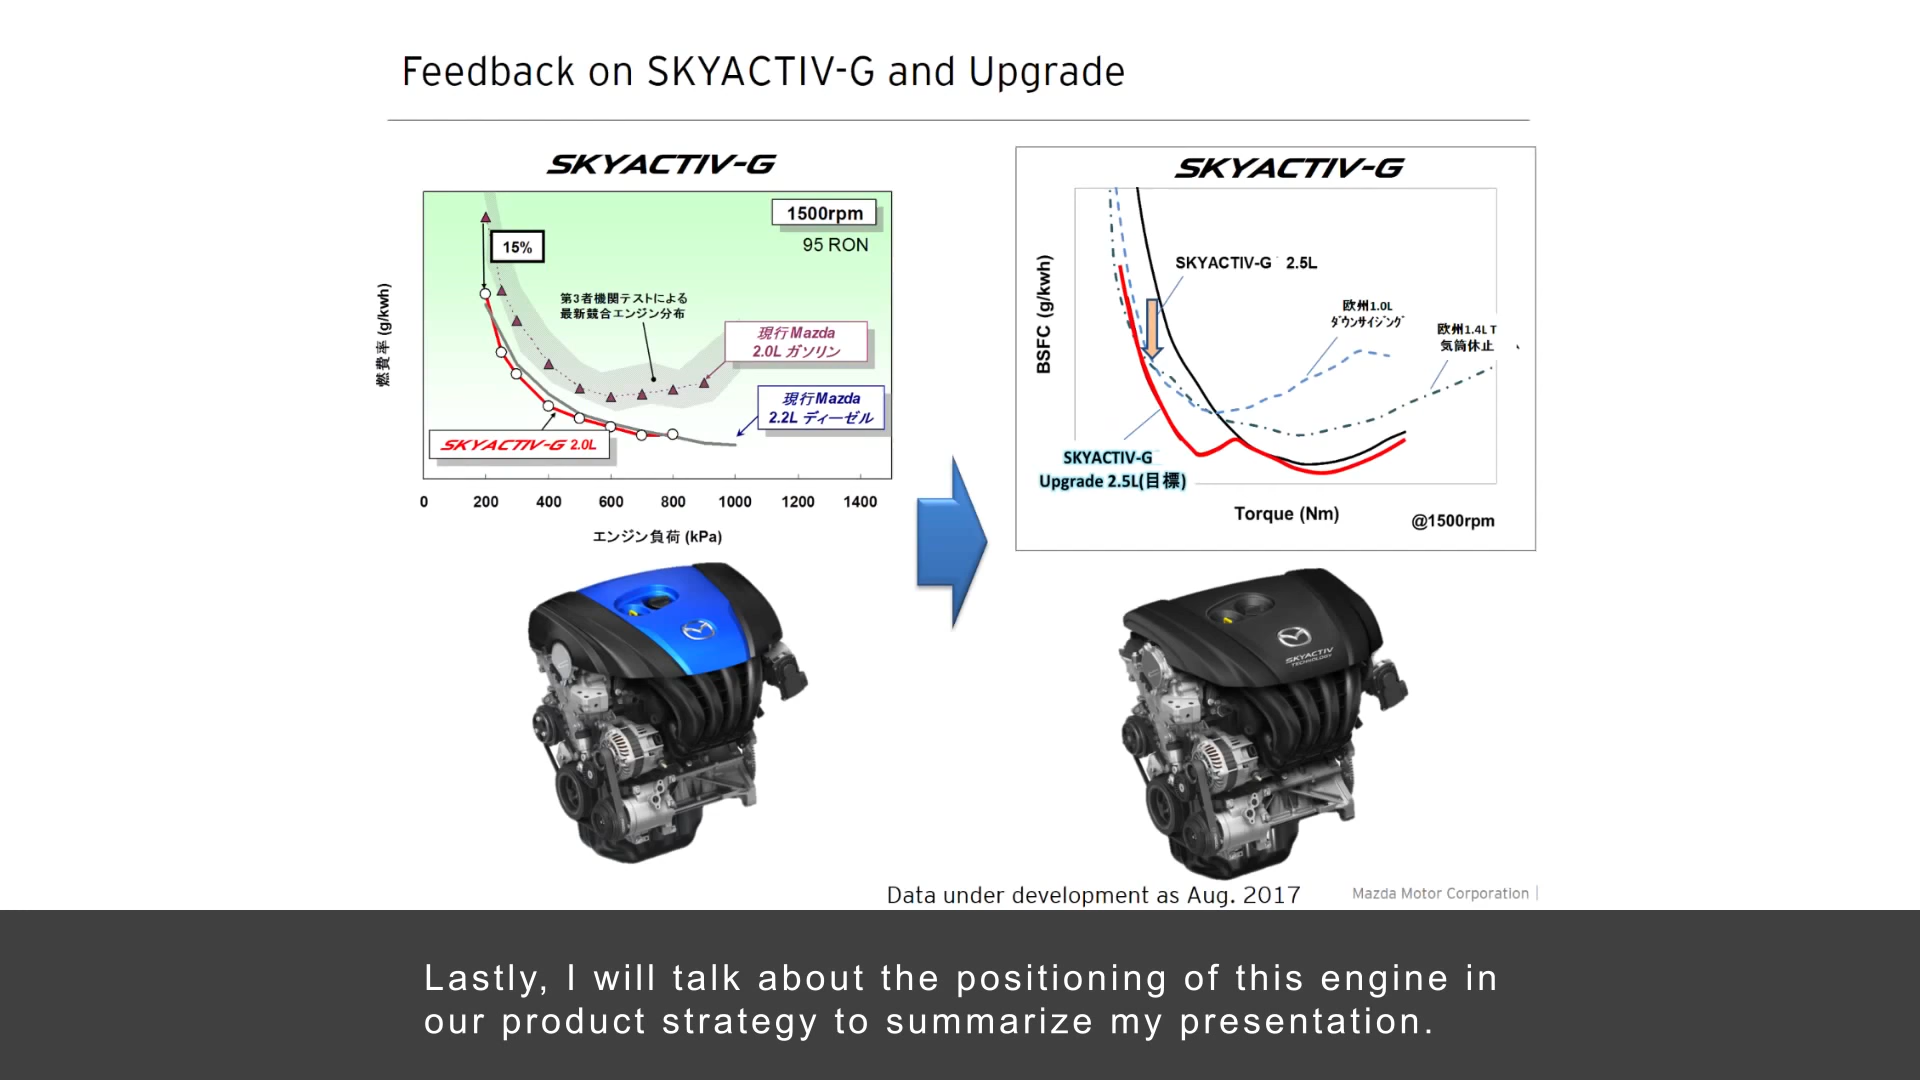 Feedback on SKYACTIV-G and Upgrade
SKYACTIV-G
1500rpm
95 RON
15%
第3者機関テストによる
最新競合エンジン分布
現行Mazda
2.0L ガソリン
現行Mazda
2.2L ディーゼル
SKYACTIV-G 2.0L
燃費率 (g/kwh)
0 200 400 600 800 1000 1200 1400
エンジン負荷 (kPa)
SKYACTIV-G
SKYACTIV-G 2.5L
欧州1.0L
ﾀﾞｳﾝｻｲｼﾞﾝｸﾞ
欧州1.4L T
気筒休止
BSFC (g/kwh)
SKYACTIV-G
Upgrade 2.5L(目標)
Torque (Nm)
@1500rpm
SKYACTIV
TECHNOLOGY
Data under development as Aug. 2017
Mazda Motor Corporation
Lastly, I will talk about the positioning of this engine in
our product strategy to summarize my presentation.